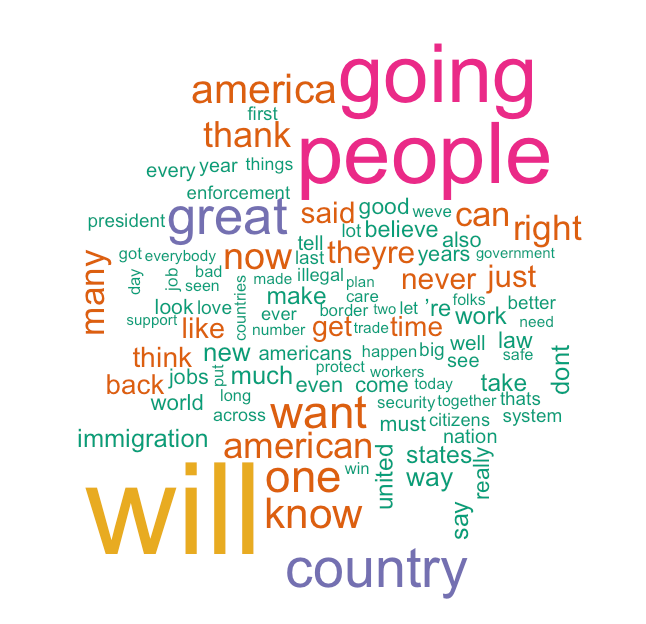 america going
first
thank people
every year things
enforcement
president great said good weve can right
lot believe
many got everybody now tell theyre also
last years government
day job bad seen countries made illegal plan never just
look love make care
ever border two let 're folks work better
support like number get trade time need
think new americans happen big well see law safe
back jobs put much protect workers dont
even come today take
world long security together thats
across want must citizens system
immigration american nation
states
will one win united way really
know say
country